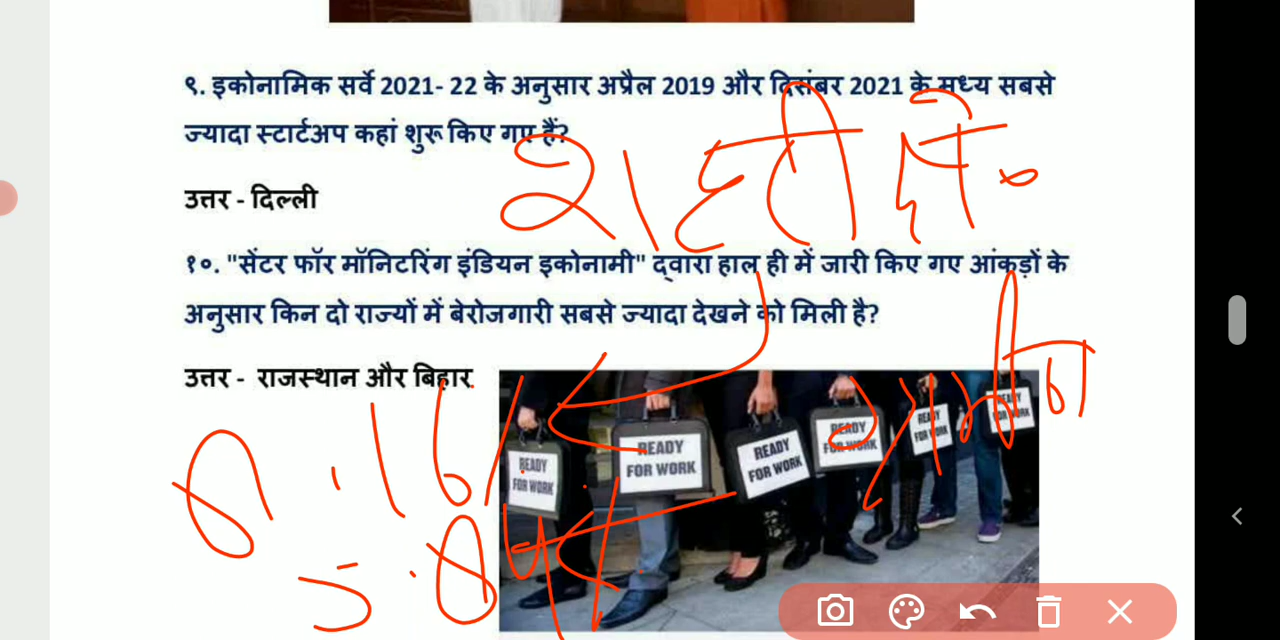 ९. इकोनामिक सर्वे 2021- 22 के अनुसार अप्रैल 2019 और दिसंबर 2021 के मध्य सबसे
ज्यादा स्टार्टअप कहां शुरू किए गए हैं?
उत्तर - दिल्ली
१०. "सेंटर फॉर मॉनिटरिंग इंडियन इकोनामी" द्वारा हाल ही में जारी किए गए आंकड़ों के
अनुसार किन दो राज्यों में बेरोजगारी सबसे ज्यादा देखने को मिली है?
उत्तर - राजस्थान और बिहार
READY
FOR WORK
READY
FOR WORK
READY
FOR WORK
READY
FOR WORK
READY
FOR WORK
READY
FOR WORK
8.16